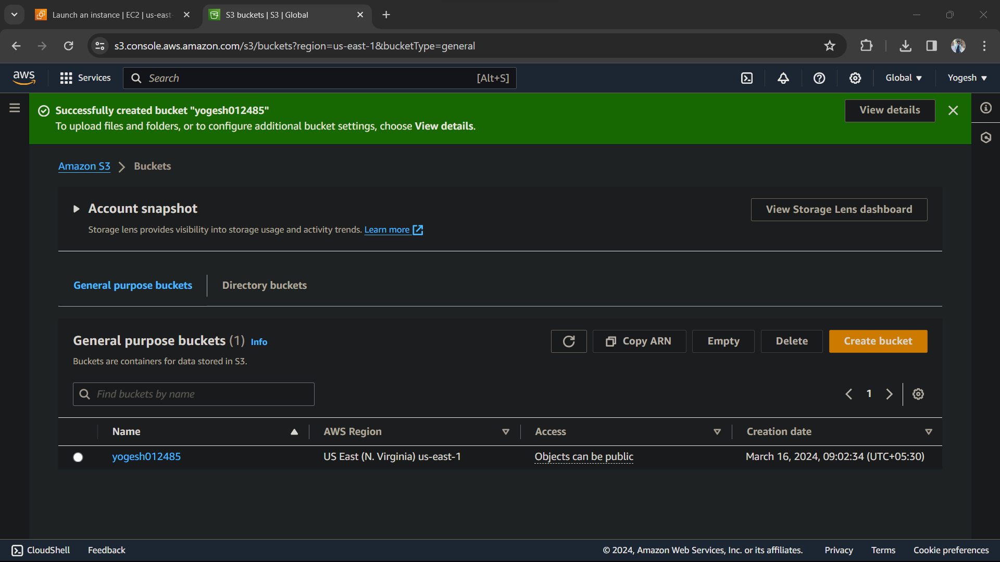 Launch an instance | EC2 | us-east-
S3 buckets | S3 | Global
s3.console.aws.amazon.com/s3/buckets?region=us-east-1&bucketType=general
aws
Services
Search
[Alt+S]
Global
Yogesh
Successfully created bucket "yogesh012485"
To upload files and folders, or to configure additional bucket settings, choose View details.
View details
Amazon S3
Buckets
Account snapshot
View Storage Lens dashboard
Storage lens provides visibility into storage usage and activity trends. Learn more
General purpose buckets
Directory buckets
General purpose buckets (1) Info
Copy ARN
Empty
Delete
Create bucket
Buckets are containers for data stored in S3.
Find buckets by name
1
Name
AWS Region
Access
Creation date
yogesh012485
US East (N. Virginia) us-east-1
Objects can be public
March 16, 2024, 09:02:34 (UTC+05:30)
CloudShell
Feedback
© 2024, Amazon Web Services, Inc. or its affiliates.
Privacy
Terms
Cookie preferences